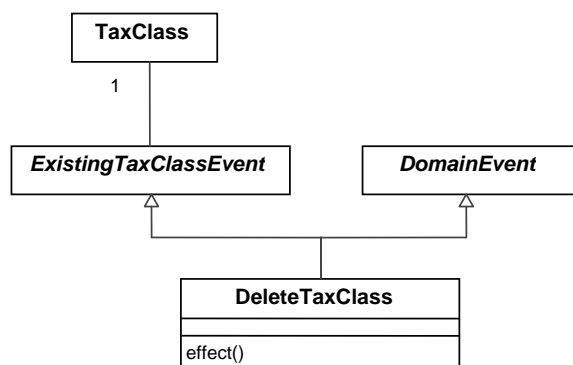 TaxClass
1
ExistingTaxClassEvent
DomainEvent
DeleteTaxClass
effect()